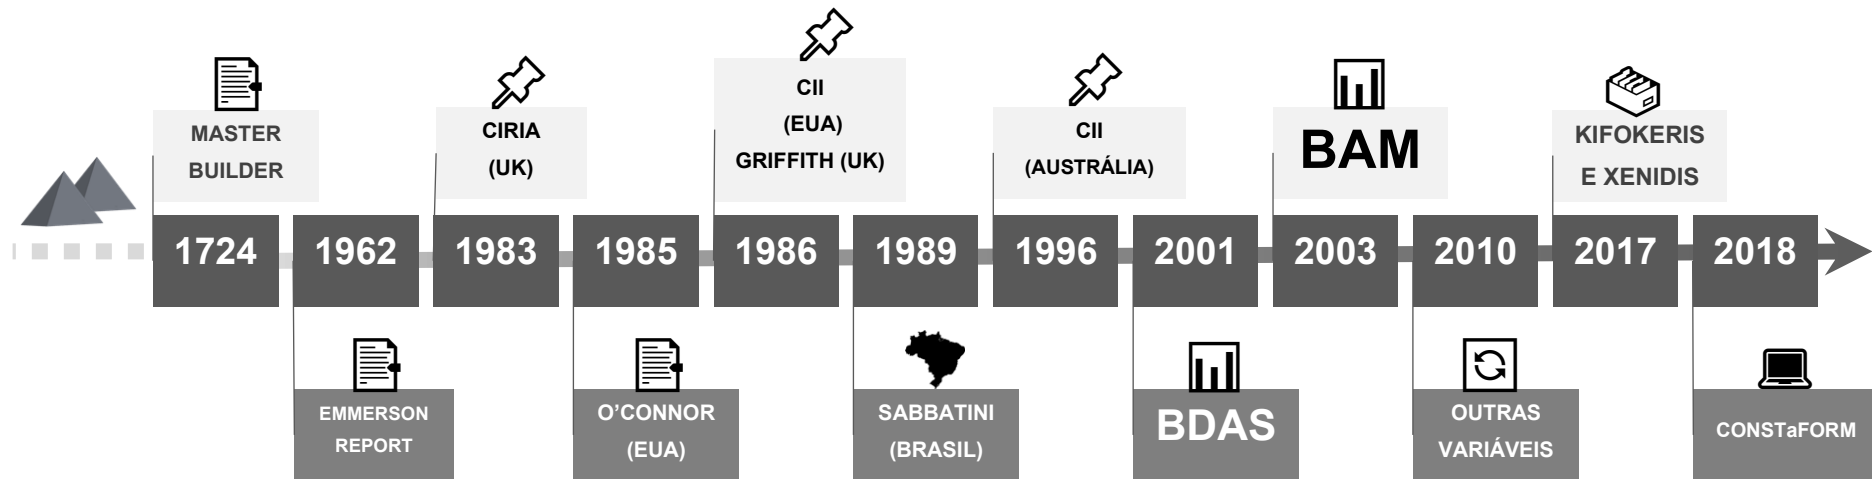 MASTER
BUILDER
CIRIA
(UK)
CII
(EUA)
GRIFFITH (UK)
CII
(AUSTRÁLIA)
BAM
KIFOKERIS
E XENIDIS
1724
1962
1983
1985
1986
1989
1996
2001
2003
2010
2017
2018
EMMERSON
REPORT
O’CONNOR
(EUA)
SABBATINI
(BRASIL)
BDAS
OUTRAS
VARIÁVEIS
CONSTaFORM